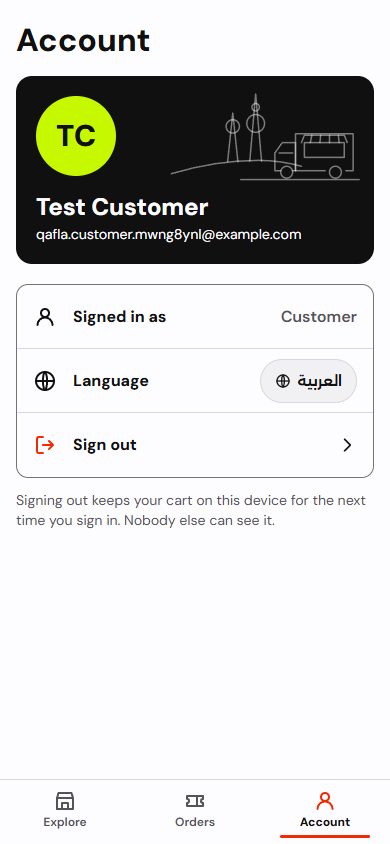 Account
TC
Test Customer
qafla.customer.mwng8ynl@example.com
Signed in as
Customer
Language
العربية
Sign out
Signing out keeps your cart on this device for the next
time you sign in. Nobody else can see it.
Explore
Orders
Account